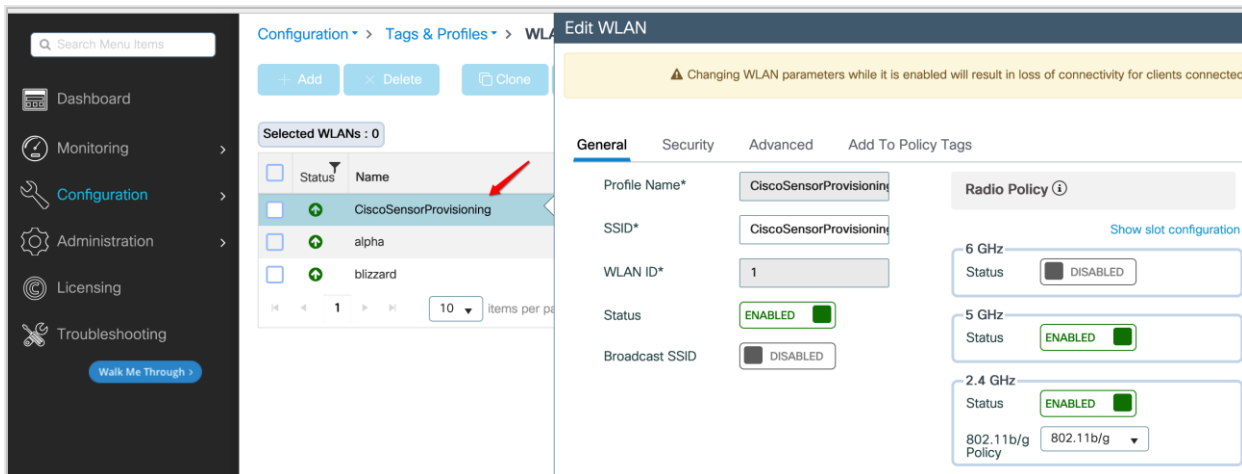 Search Menu Items
Dashboard
Monitoring
Configuration
Administration
Licensing
Troubleshooting
Walk Me Through >
Configuration > Tags & Profiles > WLA
+ Add
× Delete
Clone
Selected WLANs : 0
Status Name
CiscoSensorProvisioning
alpha
blizzard
1
10
items per pa
Edit WLAN
Changing WLAN parameters while it is enabled will result in loss of connectivity for clients connected
General Security Advanced Add To Policy Tags
Profile Name* CiscoSensorProvisioning
SSID* CiscoSensorProvisioning
WLAN ID* 1
Status ENABLED
Broadcast SSID DISABLED
Radio Policy
Show slot configuration
6 GHz
Status DISABLED
5 GHz
Status ENABLED
2.4 GHz
Status ENABLED
802.11b/g 802.11b/g
Policy